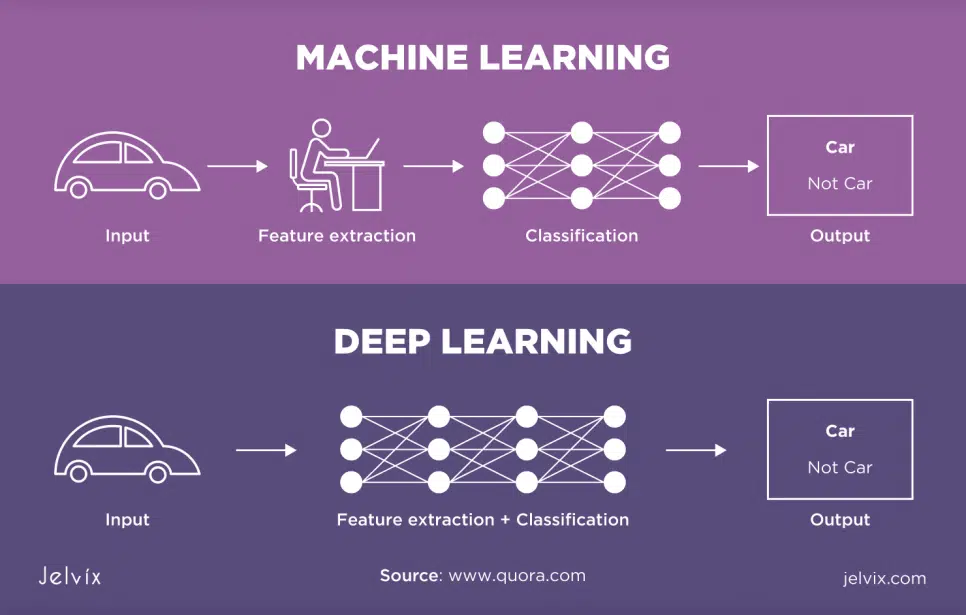 MACHINE LEARNING
Car
Not Car
Input
Feature extraction
Classification
Output
DEEP LEARNING
Car
Not Car
Input
Feature extraction + Classification
Output
Jelvix
Source: www.quora.com
jelvix.com